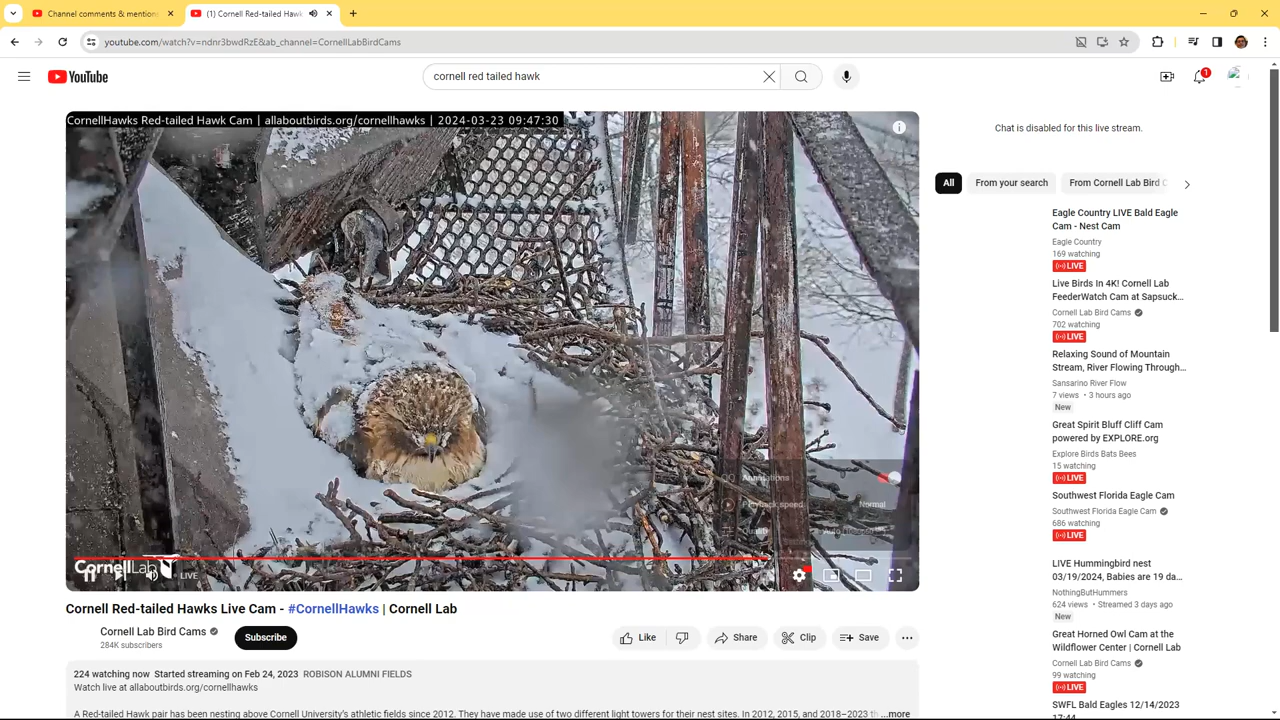 Channel comments & mention
(1) Cornell Red-tailed Hawk
youtube.com/watch?v=ndnr3bwdRzE&ab_channel=CornellLabBirdCams
YouTube
cornell red tailed hawk
1
CornellHawks Red-tailed Hawk Cam | allaboutbirds.org/cornellhawks | 2024-03-23 09:47:30
Annotations
Playback speed
Normal
Quality
CornellLab
LIVE
Cornell Red-tailed Hawks Live Cam - #CornellHawks | Cornell Lab
Cornell Lab Bird Cams
284K subscribers
Subscribe
Like
Share
Clip
Save
224 watching now Started streaming on Feb 24, 2023 ROBISON ALUMNI FIELDS
Watch live at allaboutbirds.org/cornellhawks
A Red-tailed Hawk pair has been nesting above Cornell University's athletic fields since 2012. They have made use of two different light towers for their nest sites. In 2012, 2015, and 2018–2023 th ...more
Chat is disabled for this live stream.
All
From your search
From Cornell Lab Bird C
Eagle Country LIVE Bald Eagle
Cam - Nest Cam
Eagle Country
169 watching
LIVE
Live Birds In 4K! Cornell Lab
FeederWatch Cam at Sapsuck...
Cornell Lab Bird Cams
702 watching
LIVE
Relaxing Sound of Mountain
Stream, River Flowing Through...
Sansarino River Flow
7 views • 3 hours ago
New
Great Spirit Bluff Cliff Cam
powered by EXPLORE.org
Explore Birds Bats Bees
15 watching
LIVE
Southwest Florida Eagle Cam
Southwest Florida Eagle Cam
686 watching
LIVE
LIVE Hummingbird nest
03/19/2024, Babies are 19 da...
NothingButHummers
624 views • Streamed 3 days ago
New
Great Horned Owl Cam at the
Wildflower Center | Cornell Lab
Cornell Lab Bird Cams
99 watching
LIVE
SWFL Bald Eagles 12/14/2023
17:44